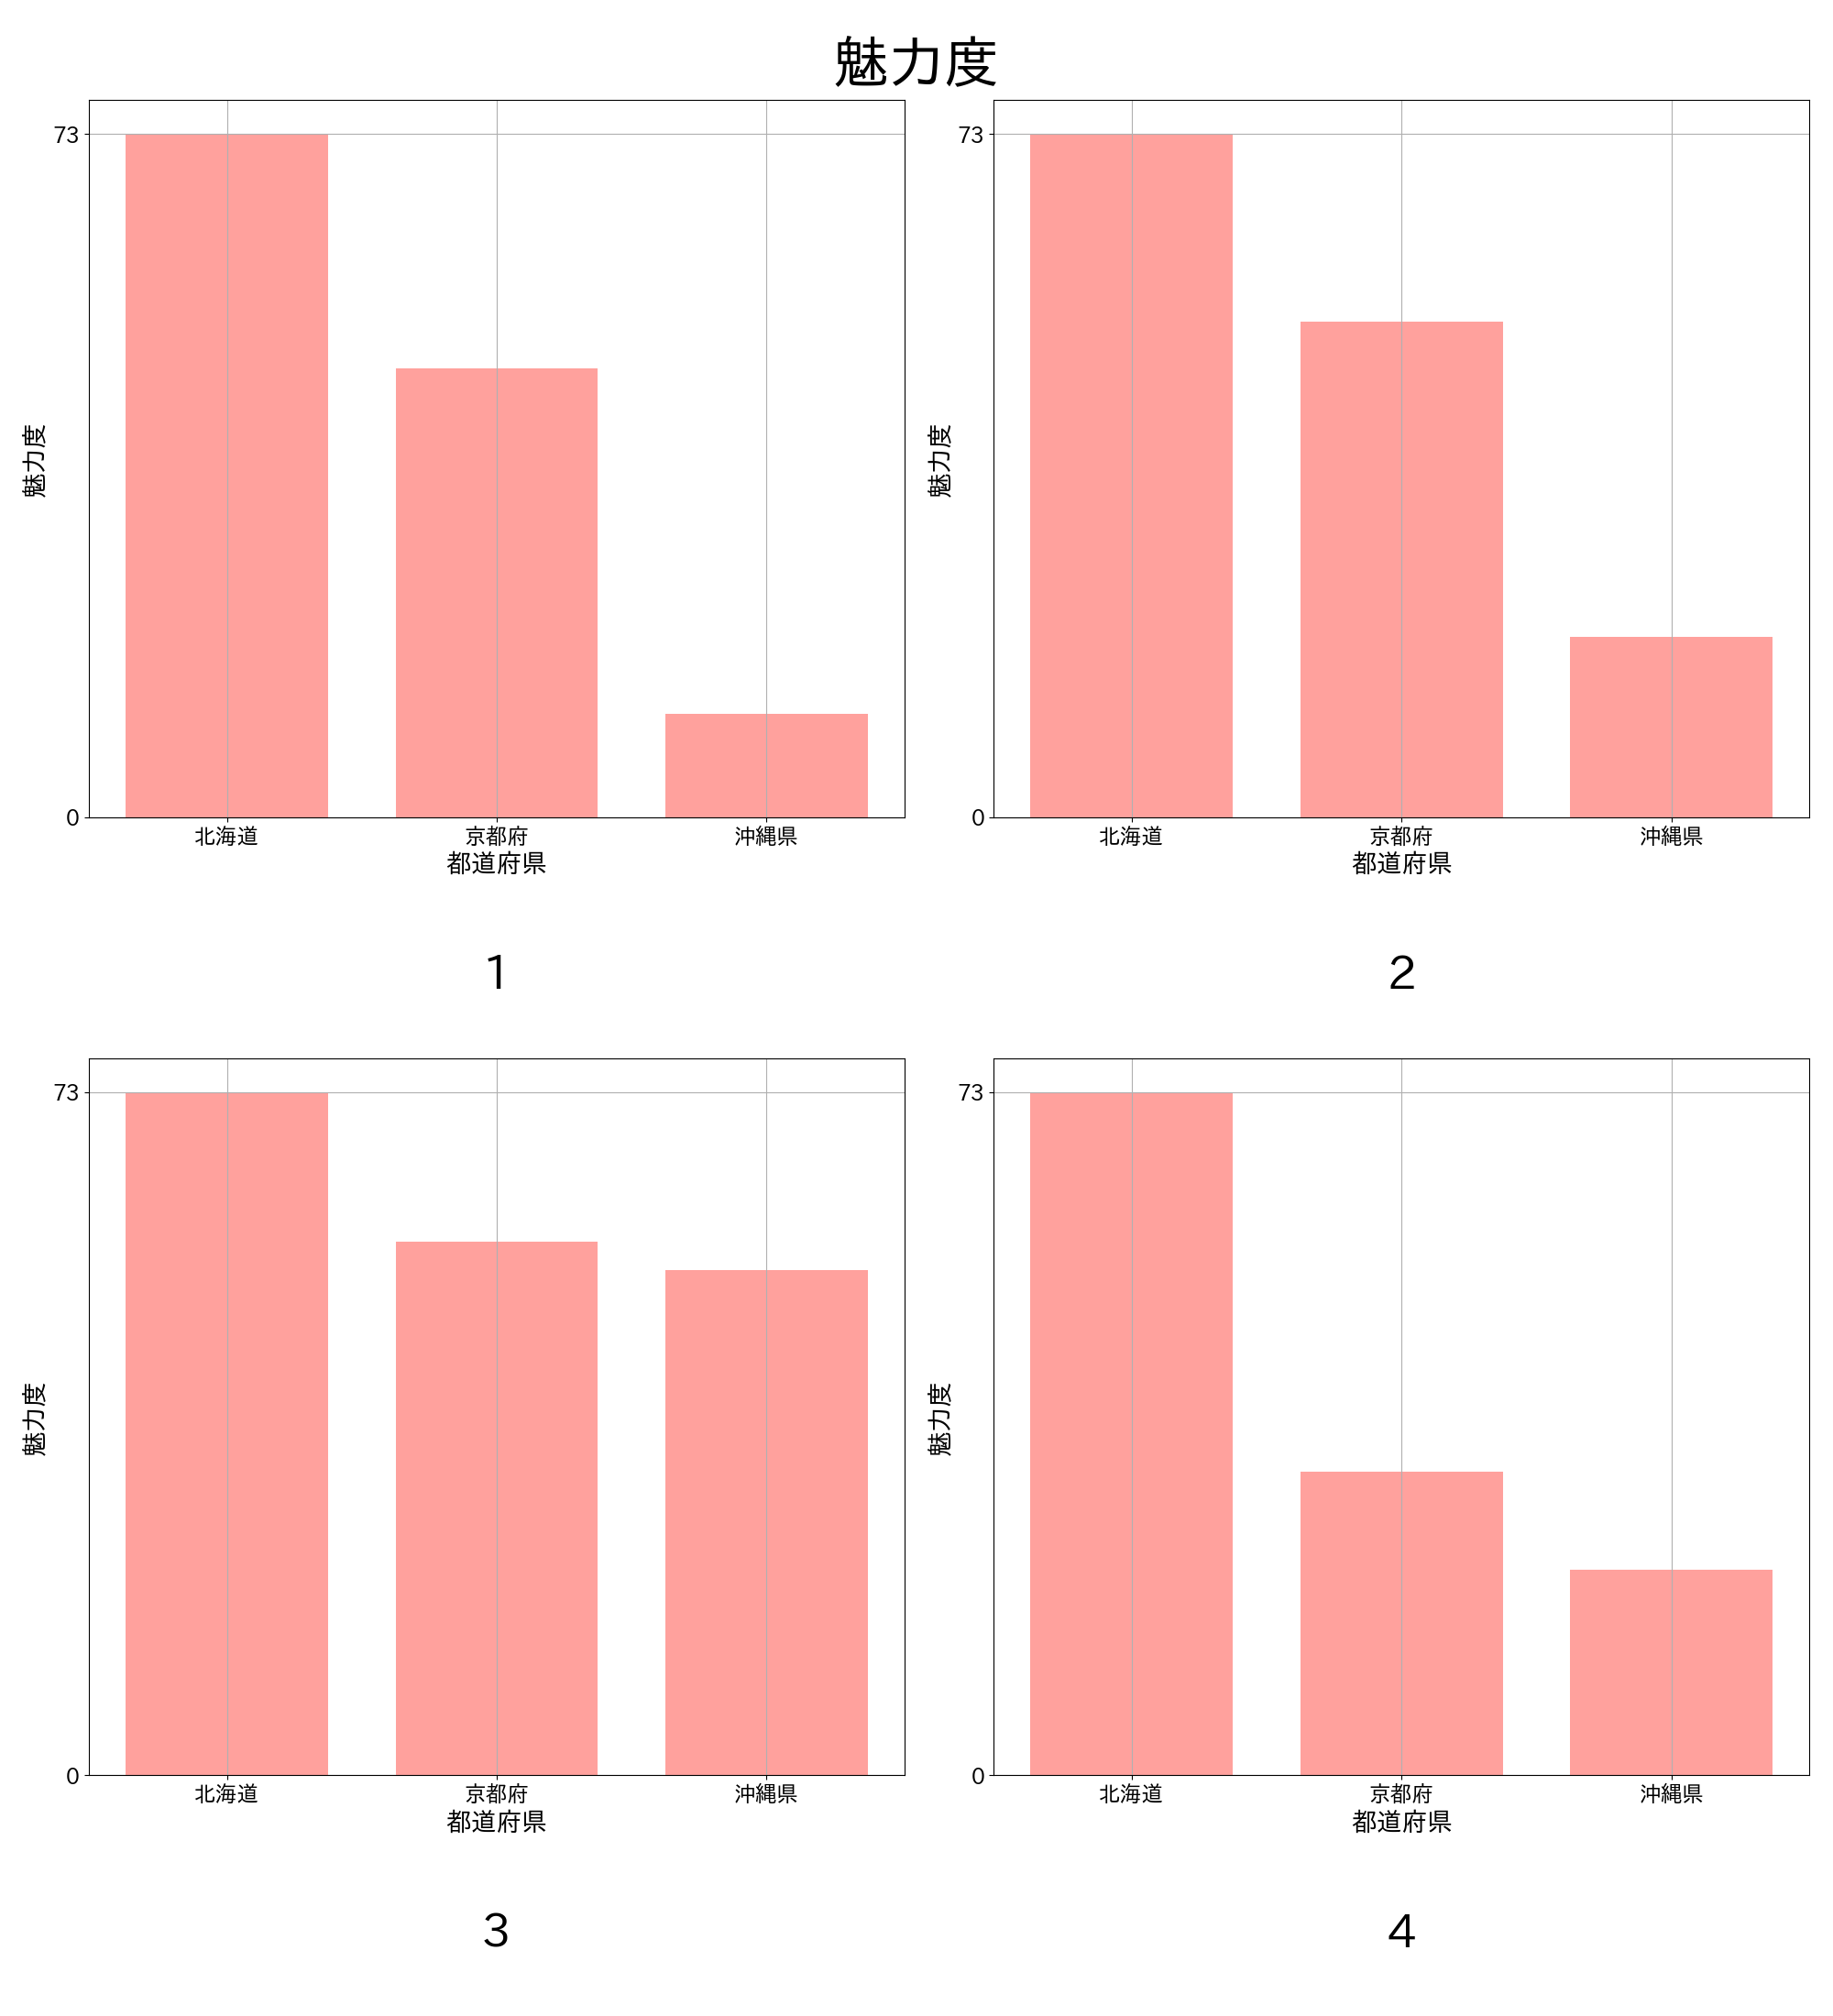 魅力度
73
0
魅力度
北海道 京都府 沖縄県
都道府県
1
73
0
魅力度
北海道 京都府 沖縄県
都道府県
2
73
0
魅力度
北海道 京都府 沖縄県
都道府県
3
73
0
魅力度
北海道 京都府 沖縄県
都道府県
4